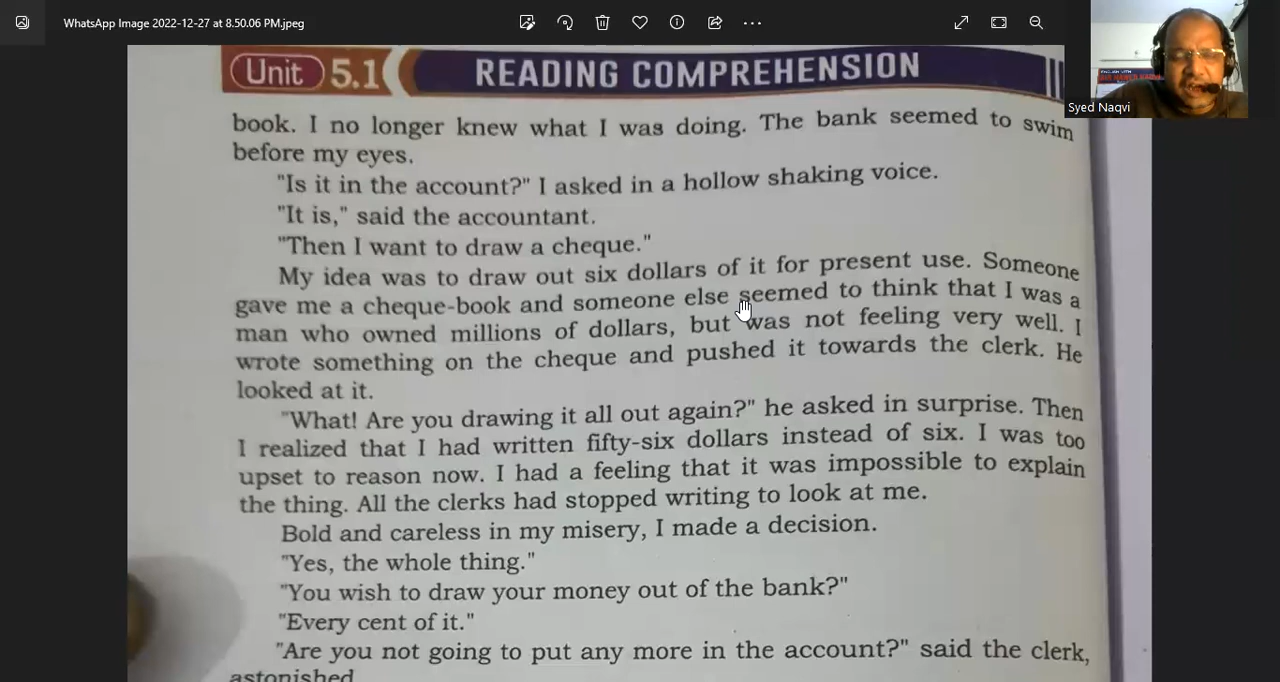 WhatsApp Image 2022-12-27 at 8.50.06 PM.jpeg
Syed Naqvi
Unit 5.1 READING COMPREHENSION
book. I no longer knew what I was doing. The bank seemed to swim
before my eyes.
"Is it in the account?" I asked in a hollow shaking voice.
"It is," said the accountant.
"Then I want to draw a cheque."
My idea was to draw out six dollars of it for present use. Someone
gave me a cheque-book and someone else seemed to think that I was a
man who owned millions of dollars, but was not feeling very well. I
wrote something on the cheque and pushed it towards the clerk. He
looked at it.
"What! Are you drawing it all out again?" he asked in surprise. Then
I realized that I had written fifty-six dollars instead of six. I was too
upset to reason now. I had a feeling that it was impossible to explain
the thing. All the clerks had stopped writing to look at me.
Bold and careless in my misery, I made a decision.
"Yes, the whole thing."
"You wish to draw your money out of the bank?"
"Every cent of it."
"Are you not going to put any more in the account?" said the clerk,
astonished